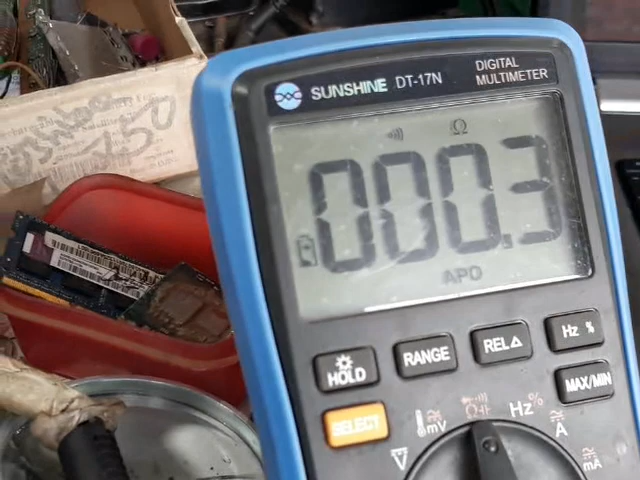 SUNSHINE DT-17N
DIGITAL
MULTIMETER
Ω
000.3
APO
HOLD
RANGE
REL△
Hz %
MAX/MIN
SELECT
mV
Hz%
V
A
mA